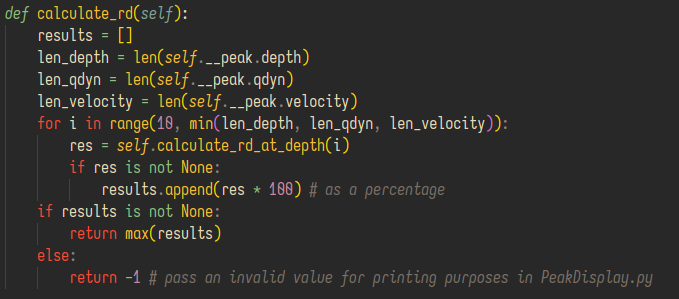 def calculate_rd(self):
    results = []
    len_depth = len(self.__peak.depth)
    len_qdyn = len(self.__peak.qdyn)
    len_velocity = len(self.__peak.velocity)
    for i in range(10, min(len_depth, len_qdyn, len_velocity)):
        res = self.calculate_rd_at_depth(i)
        if res is not None:
            results.append(res * 100) # as a percentage
    if results is not None:
        return max(results)
    else:
        return -1 # pass an invalid value for printing purposes in PeakDisplay.py